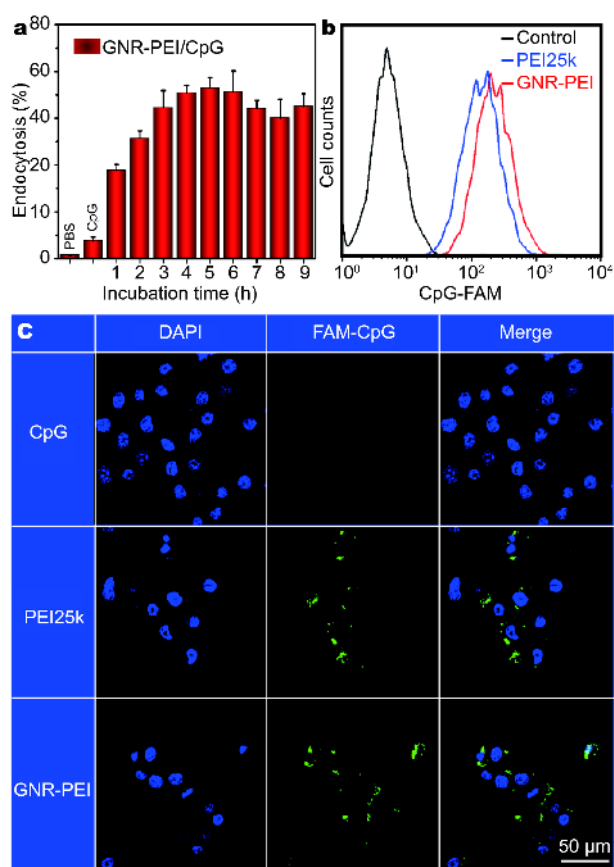 a
GNR-PEI/CpG
Endocytosis (%)
80
60
40
20
10
0
PBS
CpG
1 2 3 4 5 6 7 8 9
Incubation time (h)
b
Control
PEI25k
GNR-PEI
Cell counts
10⁰ 10¹ 10² 10³ 10⁴
CpG-FAM
C
DAPI FAM-CpG Merge
CpG
PEI25k
GNR-PEI
50 µm